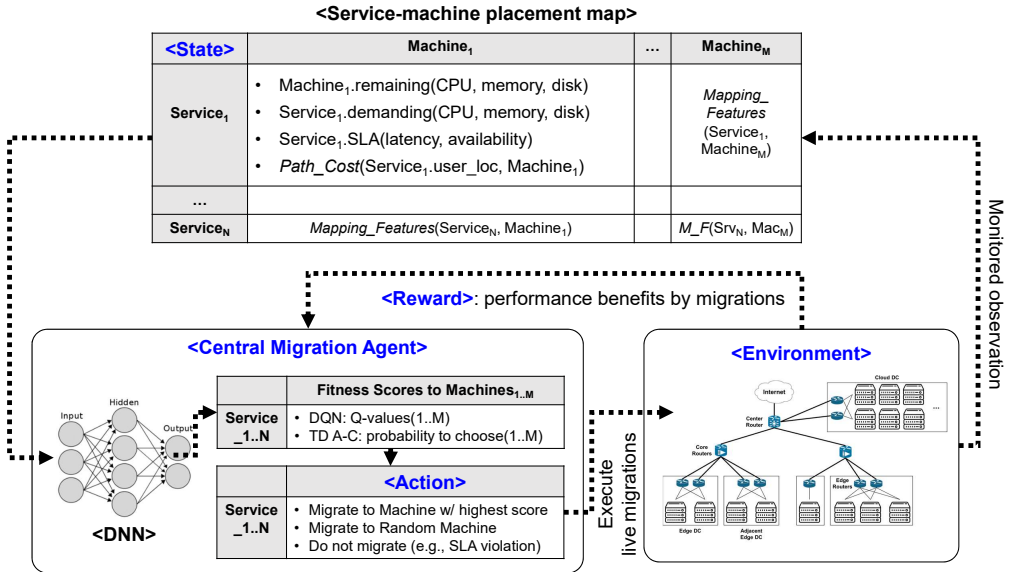 <Service-machine placement map>
<State>
Machine1
...
MachineM
Service1
• Machine1.remaining(CPU, memory, disk)
• Service1.demanding(CPU, memory, disk)
• Service1.SLA(latency, availability)
• Path_Cost(Service1.user_loc, Machine1)
Mapping_
Features
(Service1,
MachineM)
...
ServiceN
Mapping_Features(ServiceN, Machine1)
M_F(SrvN, MacM)
Monitored observation
<Reward>: performance benefits by migrations
<Central Migration Agent>
Input
Hidden
Output
<DNN>
Fitness Scores to Machines1..M
Service
_1..N
• DQN: Q-values(1..M)
• TD A-C: probability to choose(1..M)
<Action>
Service
_1..N
• Migrate to Machine w/ highest score
• Migrate to Random Machine
• Do not migrate (e.g., SLA violation)
Execute
live migrations
<Environment>
Cloud DC
Internet
...
Center
Router
Core
Routers
Edge
Routers
Edge DC
Adjacent
Edge DC